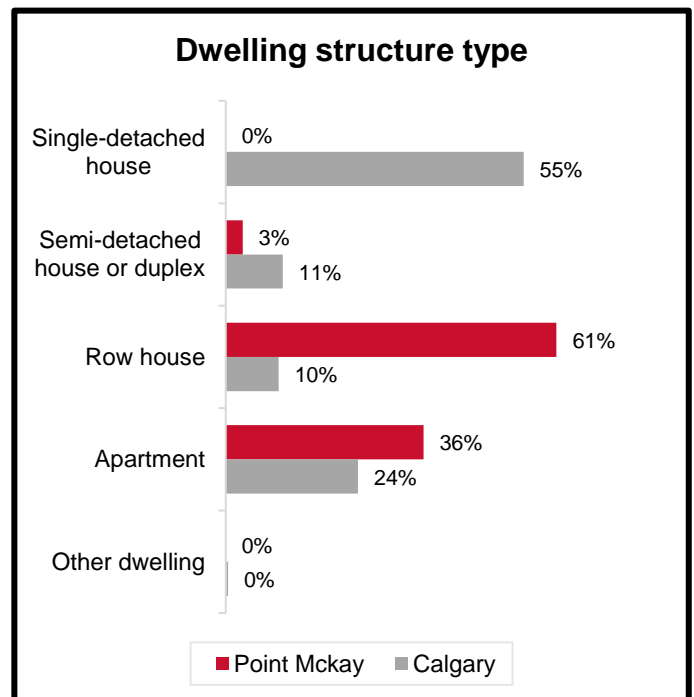 Dwelling structure type
Single-detached
house
0%
55%
Semi-detached
house or duplex
3%
11%
Row house
61%
10%
Apartment
36%
24%
Other dwelling
0%
0%
Point Mckay Calgary